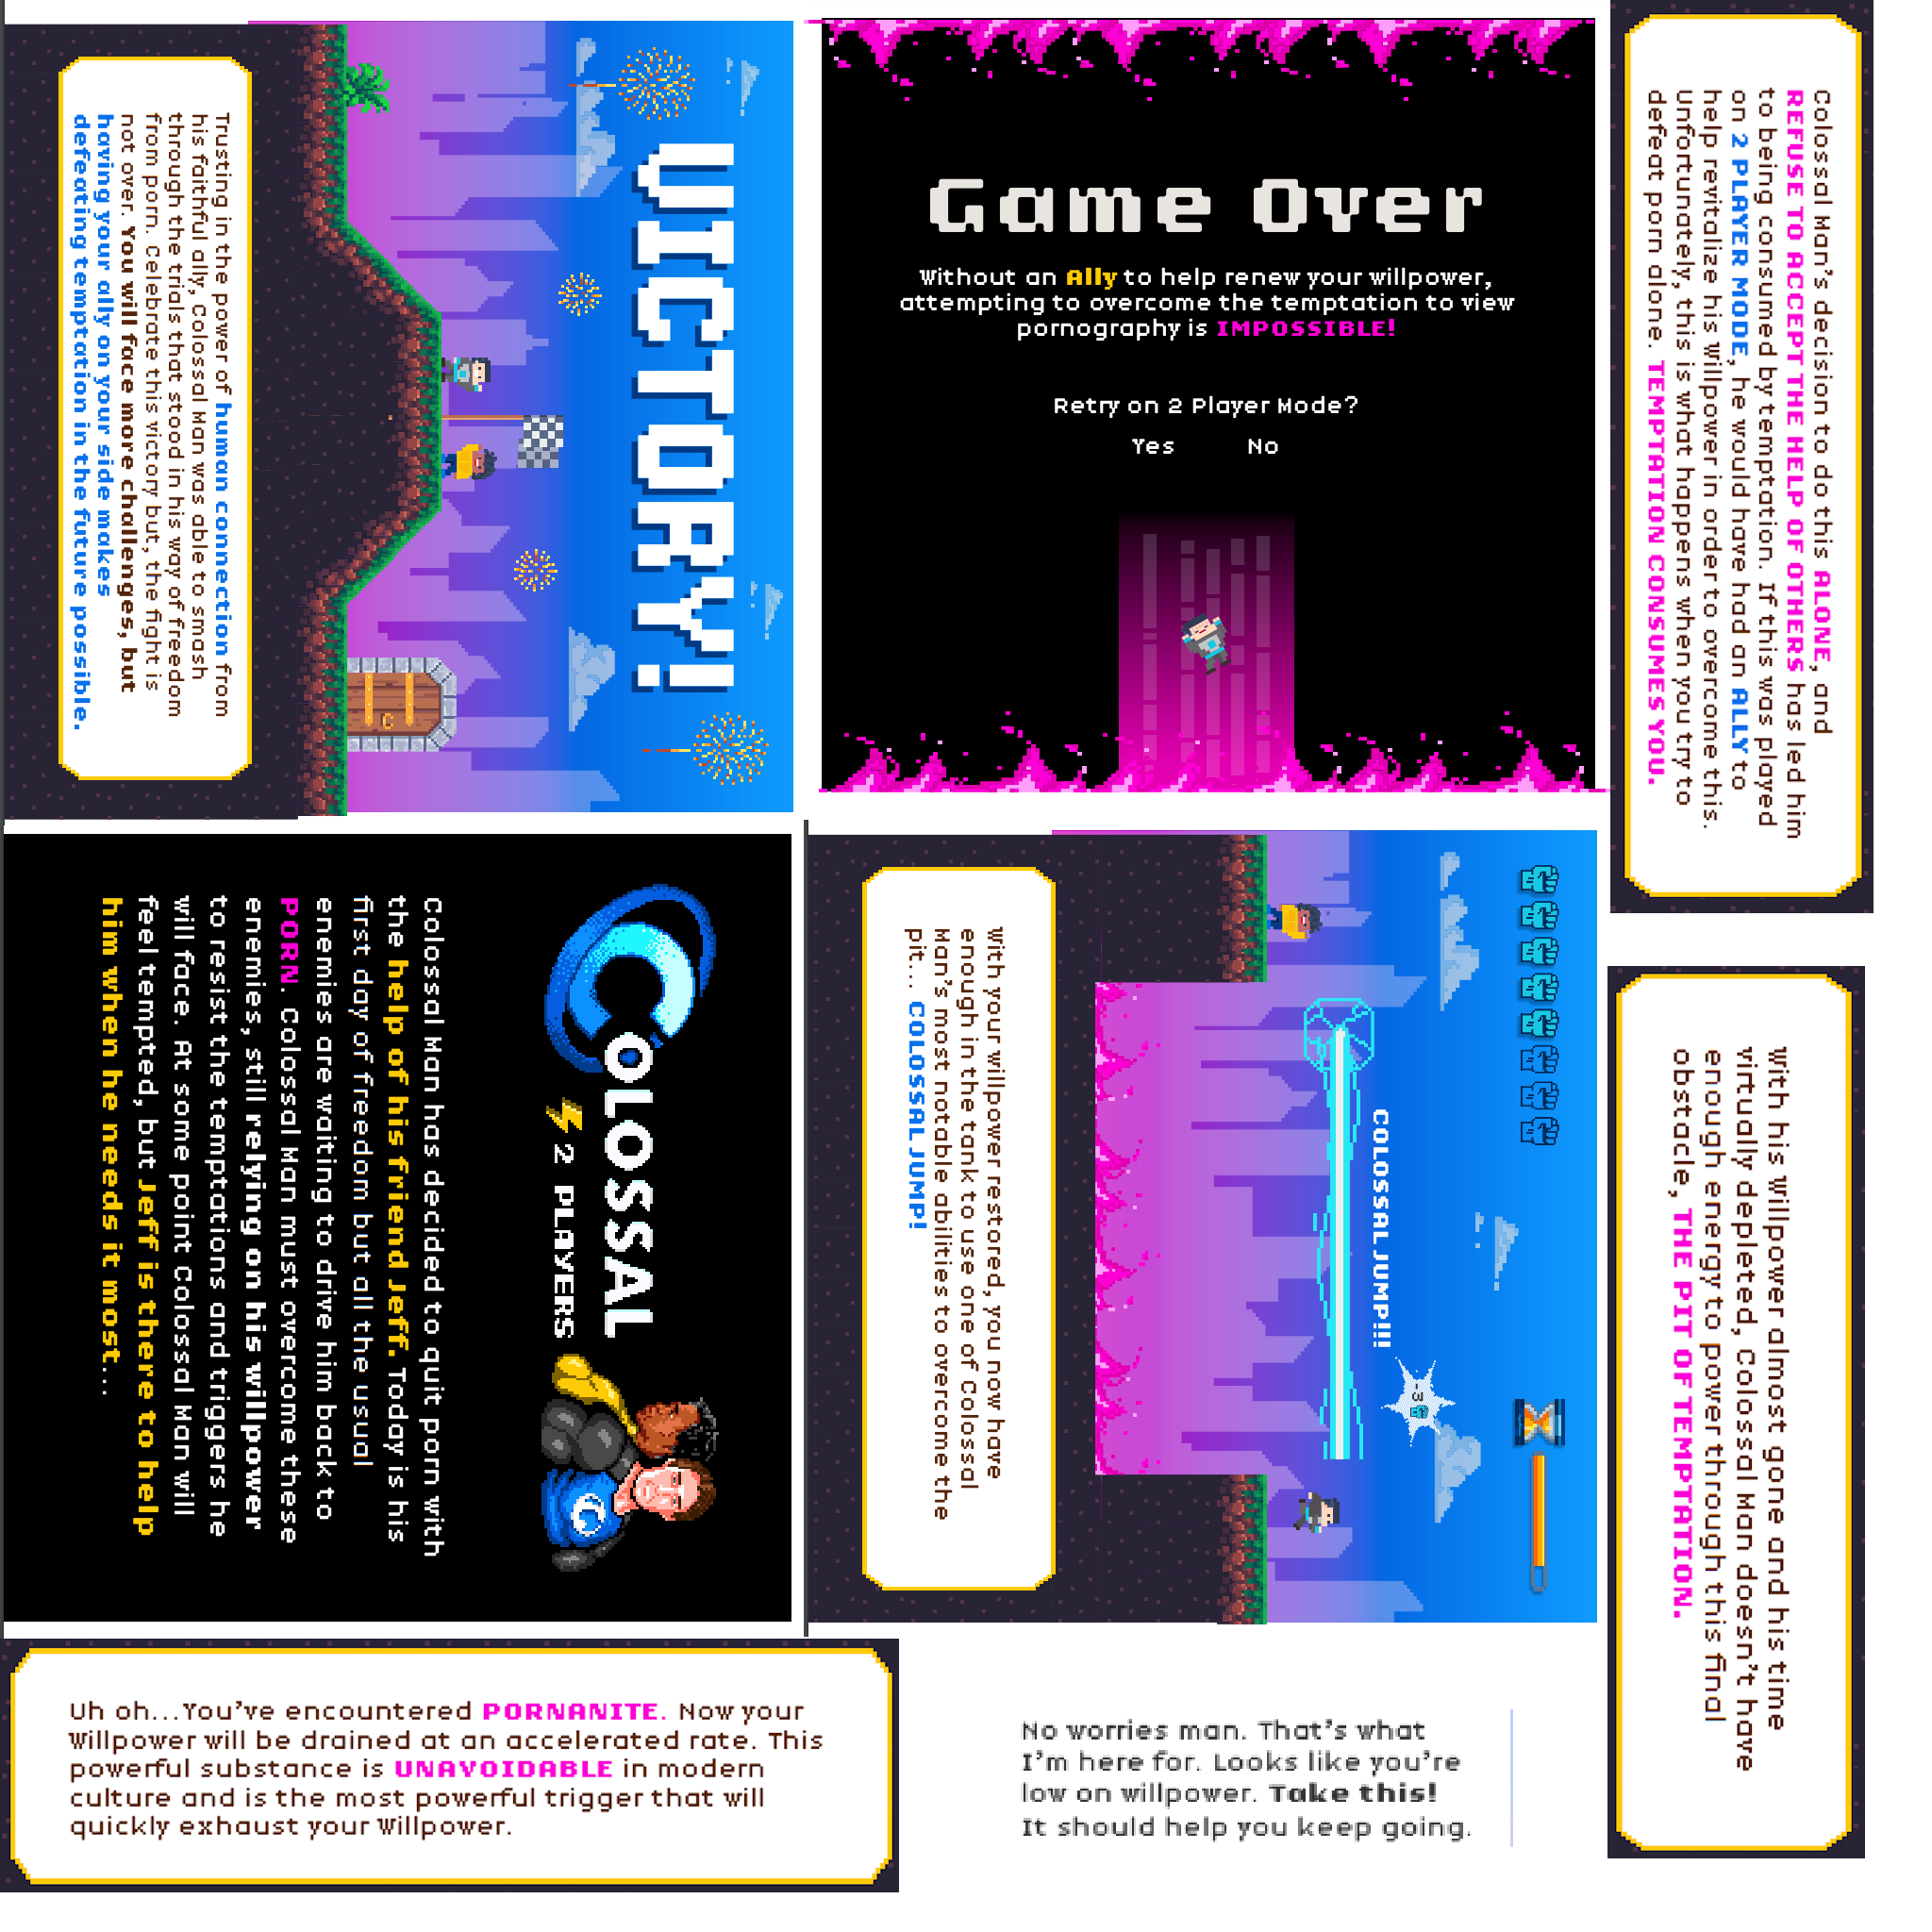 VICTORY!
Trusting in the power of human connection from
his faithful ally, Colossal Man was able to smash
through the trials that stood in his way of freedom
from porn. Celebrate this victory but, the fight is
not over. You will face more challenges, but
having your ally on your side makes
defeating temptation in the future possible.
Game Over
Without an Ally to help renew your willpower,
attempting to overcome the temptation to view
pornography is IMPOSSIBLE!
Retry on 2 Player Mode?
Yes No
Colossal Man's decision to do this ALONE, and
REFUSE TO ACCEPT THE HELP OF OTHERS has led him
to being consumed by temptation. If this was played
on 2 PLAYER MODE, he would have had an ALLY to
help revitalize his willpower in order to overcome this.
Unfortunately, this is what happens when you try to
defeat porn alone. TEMPTATION CONSUMES YOU.
COLOSSAL
2 PLAYERS
Colossal Man has decided to quit porn with
the help of his friend Jeff. Today is his
first day of freedom but all the usual
enemies are waiting to drive him back to
PORN. Colossal Man must overcome these
enemies, still relying on his willpower
to resist the temptations and triggers he
will face. At some point Colossal Man will
feel tempted, but Jeff is there to help
him when he needs it most...
COLOSSAL JUMP!!!
-3
With your willpower restored, you now have
enough in the tank to use one of Colossal
Man's most notable abilities to overcome the
pit... COLOSSAL JUMP!
With his willpower almost gone and his time
virtually depleted, Colossal Man doesn't have
enough energy to power through this final
obstacle, THE PIT OF TEMPTATION.
Uh oh...You've encountered PORNANITE. Now your
Willpower will be drained at an accelerated rate. This
powerful substance is UNAVOIDABLE in modern
culture and is the most powerful trigger that will
quickly exhaust your Willpower.
No worries man. That's what
I'm here for. Looks like you're
low on willpower. Take this!
It should help you keep going.